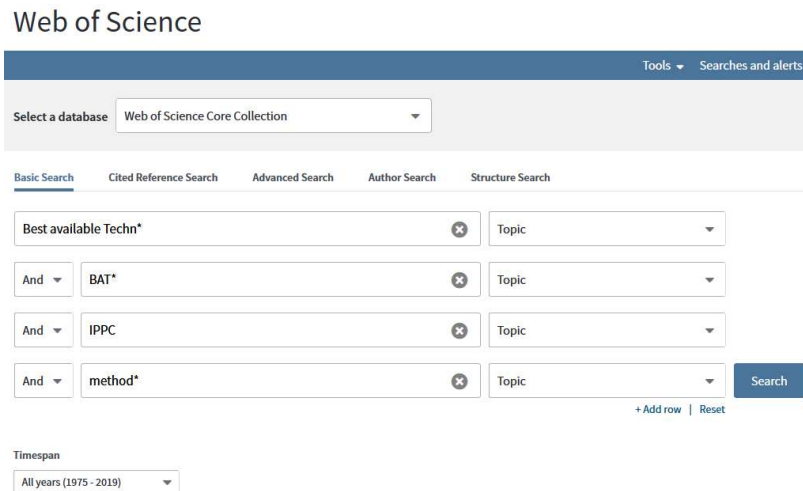 Web of Science
Tools Searches and alerts
Select a database Web of Science Core Collection
Basic Search Cited Reference Search Advanced Search Author Search Structure Search
Best available Techn* Topic
And BAT* Topic
And IPPC Topic
And method* Topic Search
+ Add row | Reset
Timespan
All years (1975 - 2019)